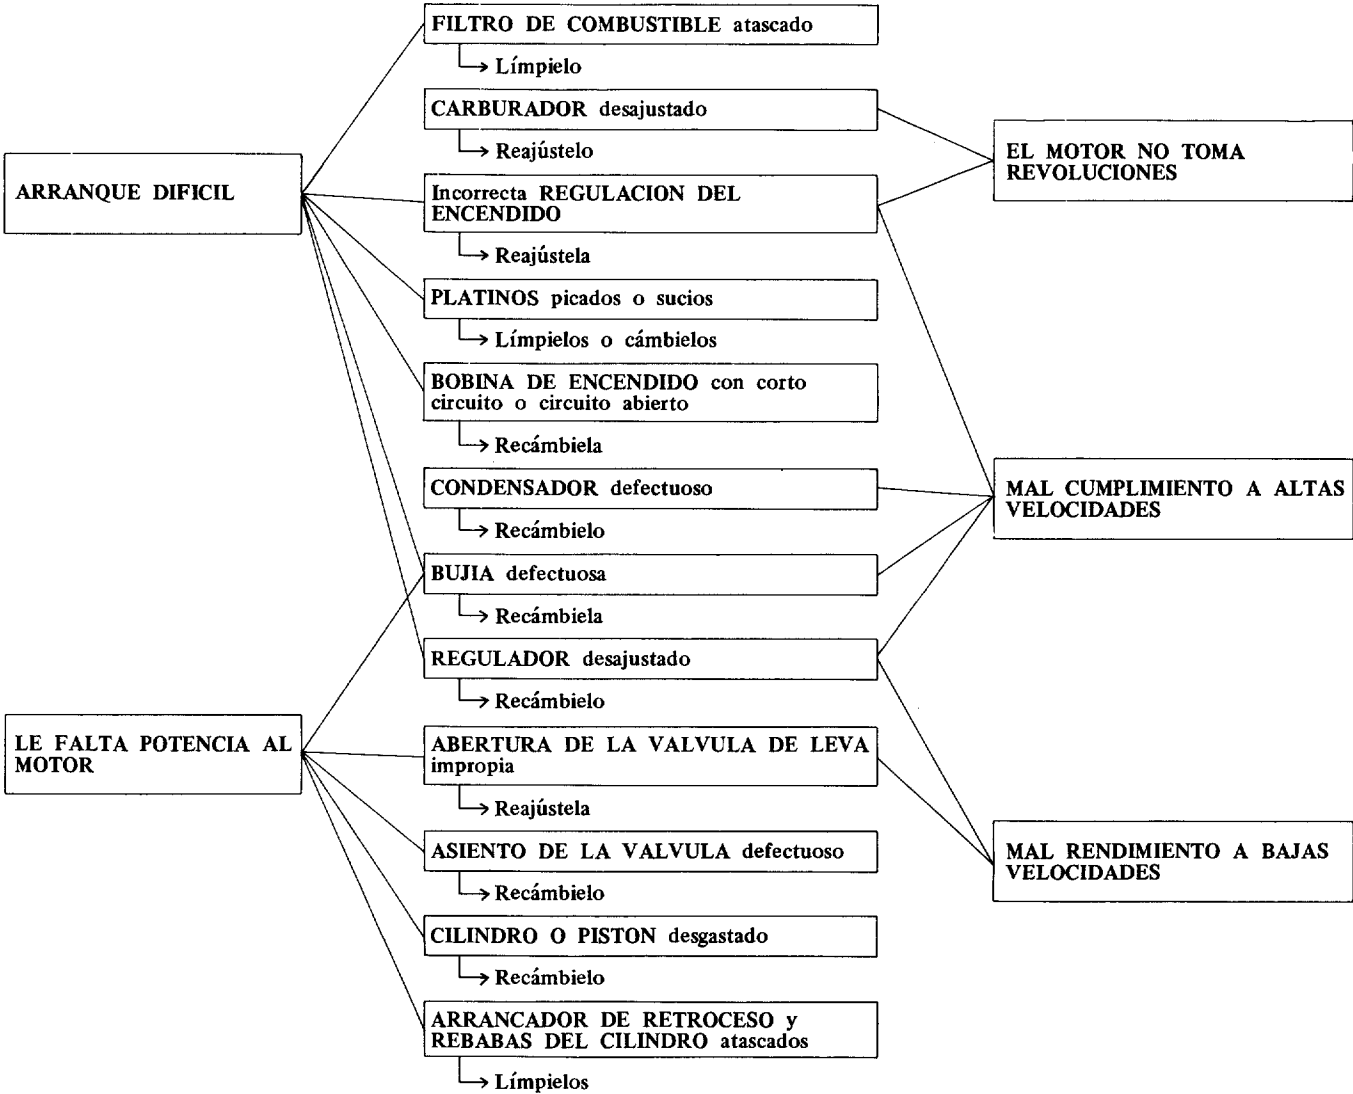 FILTRO DE COMBUSTIBLE atascado
Límpielo
CARBURADOR desajustado
Reajústelo
EL MOTOR NO TOMA
REVOLUCIONES
ARRANQUE DIFICIL
Incorrecta REGULACION DEL
ENCENDIDO
Reajústela
PLATINOS picados o sucios
Límpielos o cámbielos
BOBINA DE ENCENDIDO con corto
circuito o circuito abierto
Recámbiela
CONDENSADOR defectuoso
Recámbielo
MAL CUMPLIMIENTO A ALTAS
VELOCIDADES
BUJIA defectuosa
Recámbiela
REGULADOR desajustado
Recámbielo
LE FALTA POTENCIA AL
MOTOR
ABERTURA DE LA VALVULA DE LEVA
impropia
Reajústela
ASIENTO DE LA VALVULA defectuoso
Recámbielo
MAL RENDIMIENTO A BAJAS
VELOCIDADES
CILINDRO O PISTON desgastado
Recámbielo
ARRANCADOR DE RETROCESO y
REBABAS DEL CILINDRO atascados
Límpielos